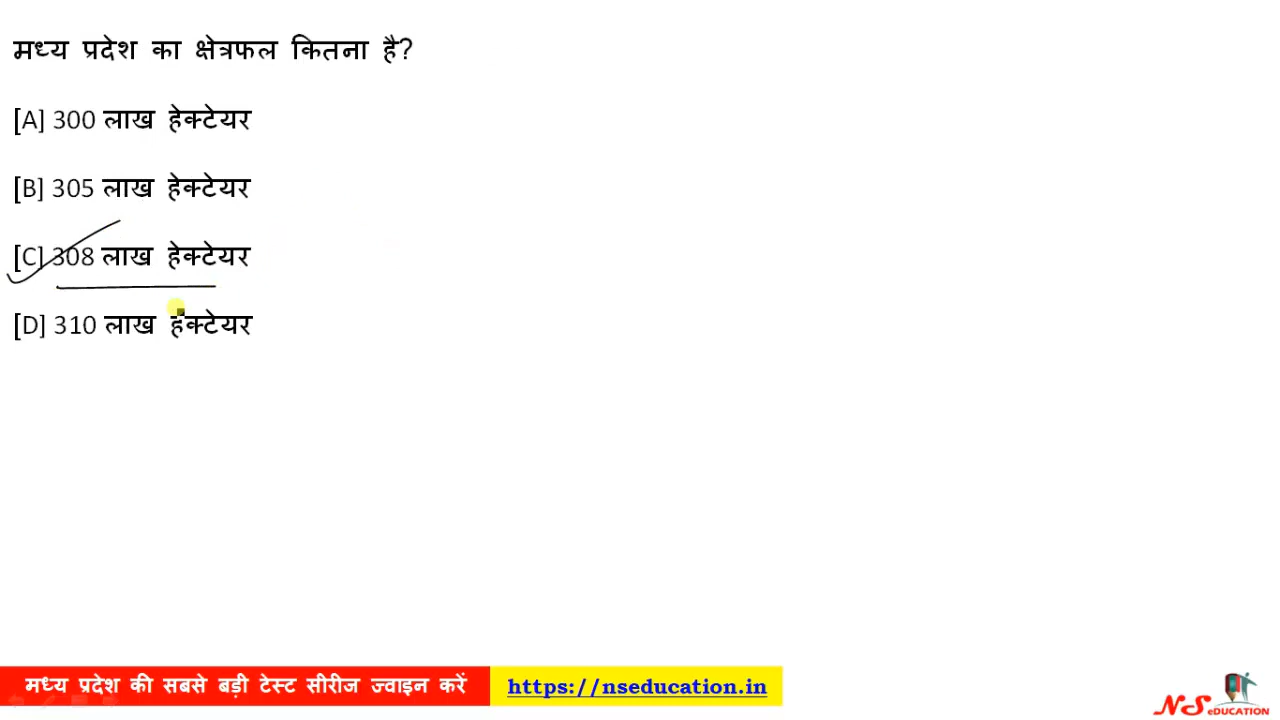 मध्य प्रदेश का क्षेत्रफल कितना है?
[A] 300 लाख हेक्टेयर
[B] 305 लाख हेक्टेयर
[C] 308 लाख हेक्टेयर
[D] 310 लाख हेक्टेयर
मध्य प्रदेश की सबसे बड़ी टेस्ट सीरीज ज्वाइन करें https://nseducation.in
NS eDUCATION